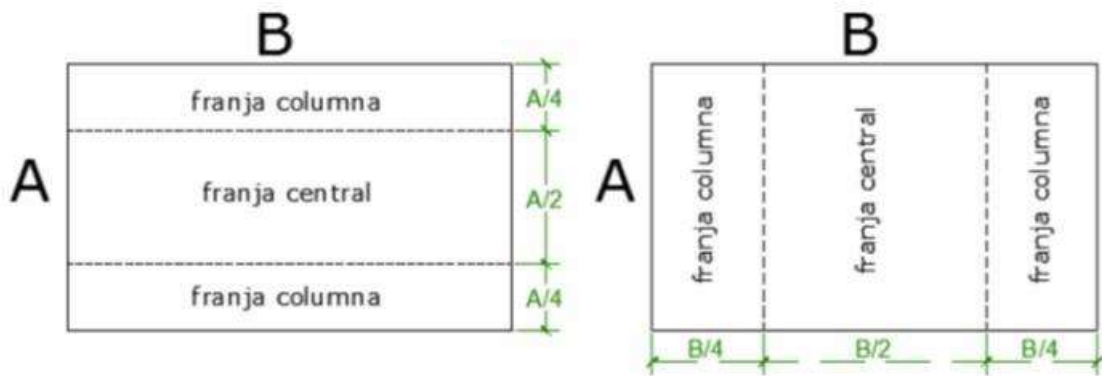 B
franja columna
A/4
A
franja central
A/2
franja columna
A/4
B
A
franja columna
franja central
franja columna
B/4
B/2
B/4